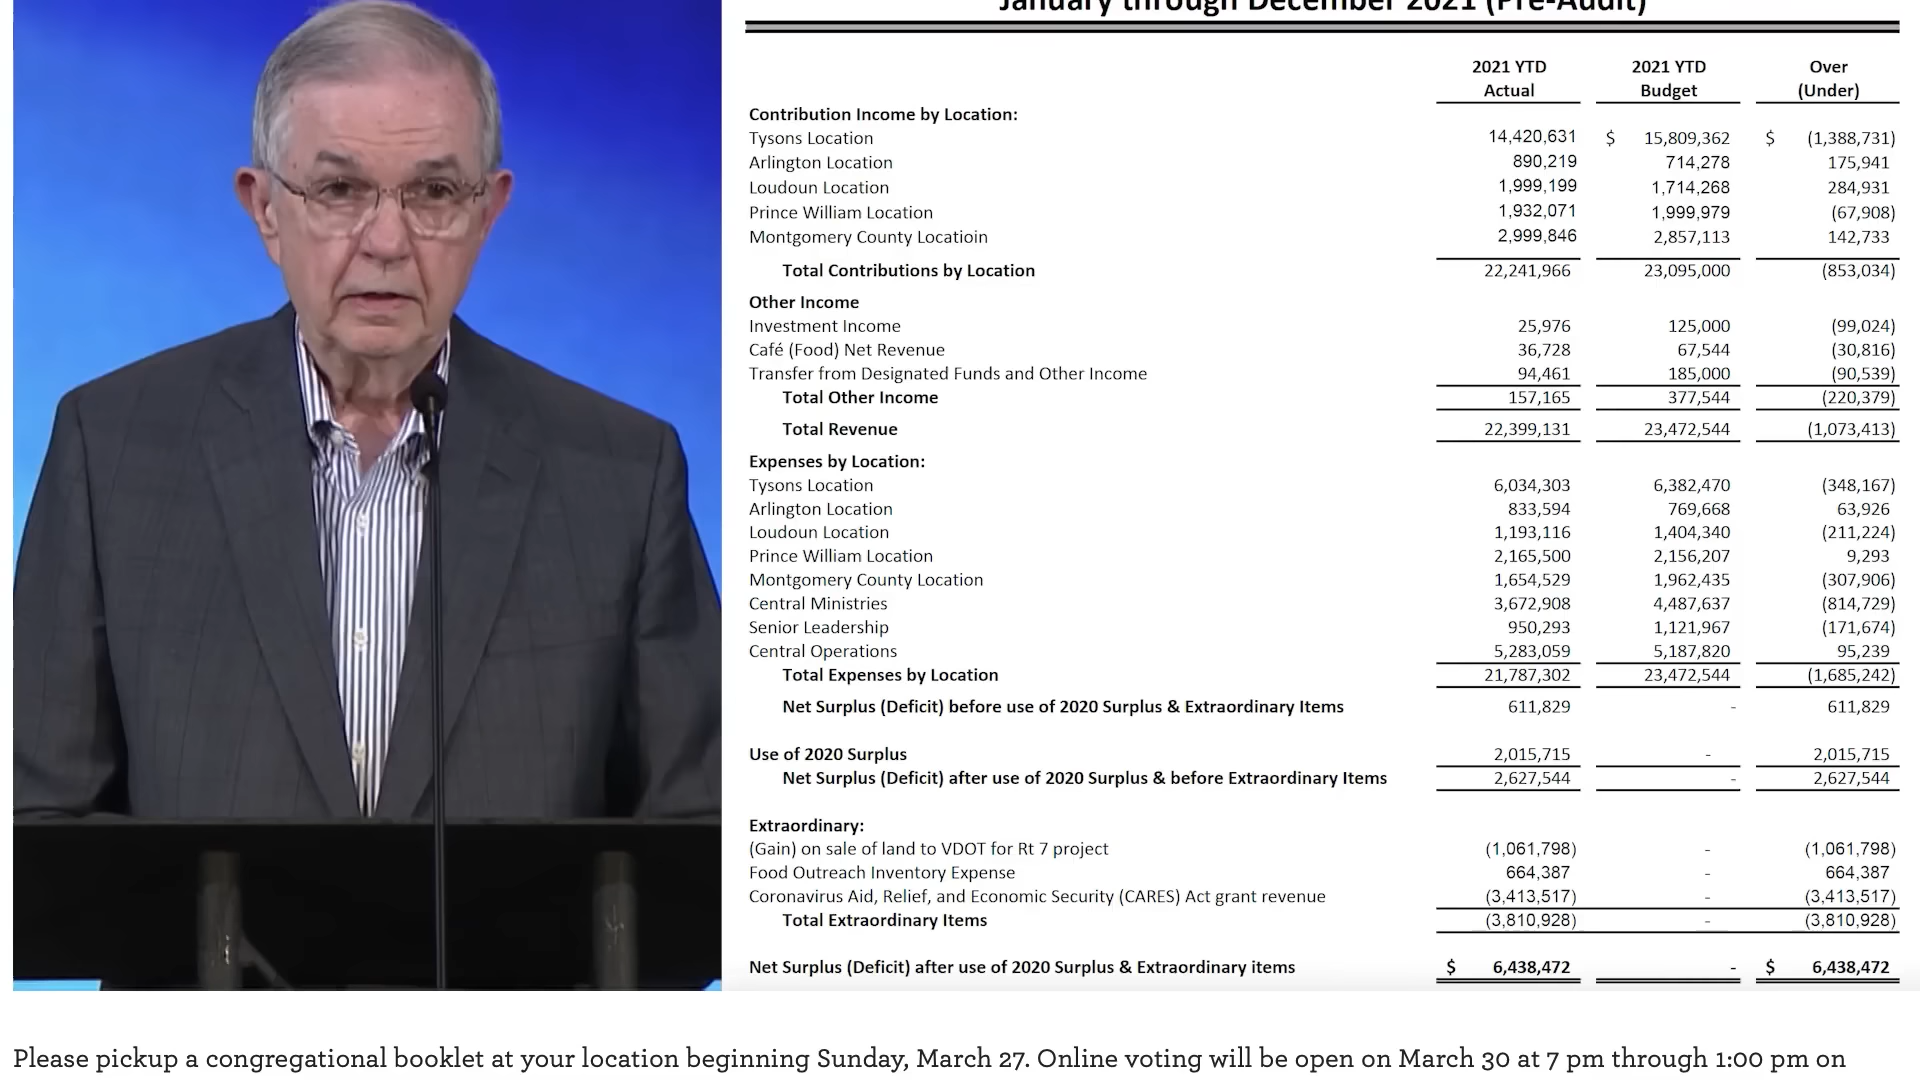 January through December 2021 (Pre-Audit)
2021 YTD 2021 YTD Over
Actual Budget (Under)
Contribution Income by Location:
Tysons Location 14,420,631 $ 15,809,362 $ (1,388,731)
Arlington Location 890,219 714,278 175,941
Loudoun Location 1,999,199 1,714,268 284,931
Prince William Location 1,932,071 1,999,979 (67,908)
Montgomery County Locatioin 2,999,846 2,857,113 142,733
Total Contributions by Location 22,241,966 23,095,000 (853,034)
Other Income
Investment Income 25,976 125,000 (99,024)
Café (Food) Net Revenue 36,728 67,544 (30,816)
Transfer from Designated Funds and Other Income 94,461 185,000 (90,539)
Total Other Income 157,165 377,544 (220,379)
Total Revenue 22,399,131 23,472,544 (1,073,413)
Expenses by Location:
Tysons Location 6,034,303 6,382,470 (348,167)
Arlington Location 833,594 769,668 63,926
Loudoun Location 1,193,116 1,404,340 (211,224)
Prince William Location 2,165,500 2,156,207 9,293
Montgomery County Location 1,654,529 1,962,435 (307,906)
Central Ministries 3,672,908 4,487,637 (814,729)
Senior Leadership 950,293 1,121,967 (171,674)
Central Operations 5,283,059 5,187,820 95,239
Total Expenses by Location 21,787,302 23,472,544 (1,685,242)
Net Surplus (Deficit) before use of 2020 Surplus & Extraordinary Items 611,829 - 611,829
Use of 2020 Surplus 2,015,715 - 2,015,715
Net Surplus (Deficit) after use of 2020 Surplus & before Extraordinary Items 2,627,544 - 2,627,544
Extraordinary:
(Gain) on sale of land to VDOT for Rt 7 project (1,061,798) - (1,061,798)
Food Outreach Inventory Expense 664,387 - 664,387
Coronavirus Aid, Relief, and Economic Security (CARES) Act grant revenue (3,413,517) - (3,413,517)
Total Extraordinary Items (3,810,928) - (3,810,928)
Net Surplus (Deficit) after use of 2020 Surplus & Extraordinary items $ 6,438,472 - $ 6,438,472
Please pickup a congregational booklet at your location beginning Sunday, March 27. Online voting will be open on March 30 at 7 pm through 1:00 pm on